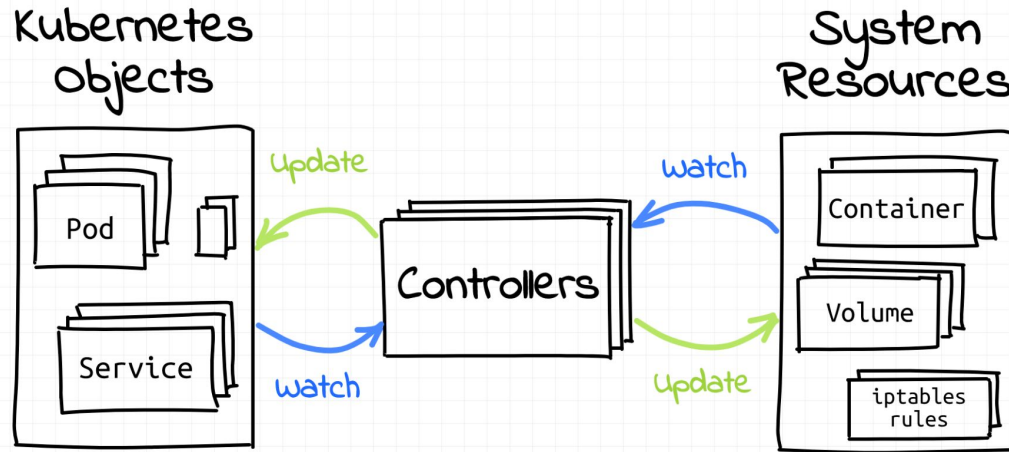 Kubernetes
Objects
System
Resources
Update
Watch
Pod
Container
Controllers
Volume
Service
Watch
Update
iptables
rules